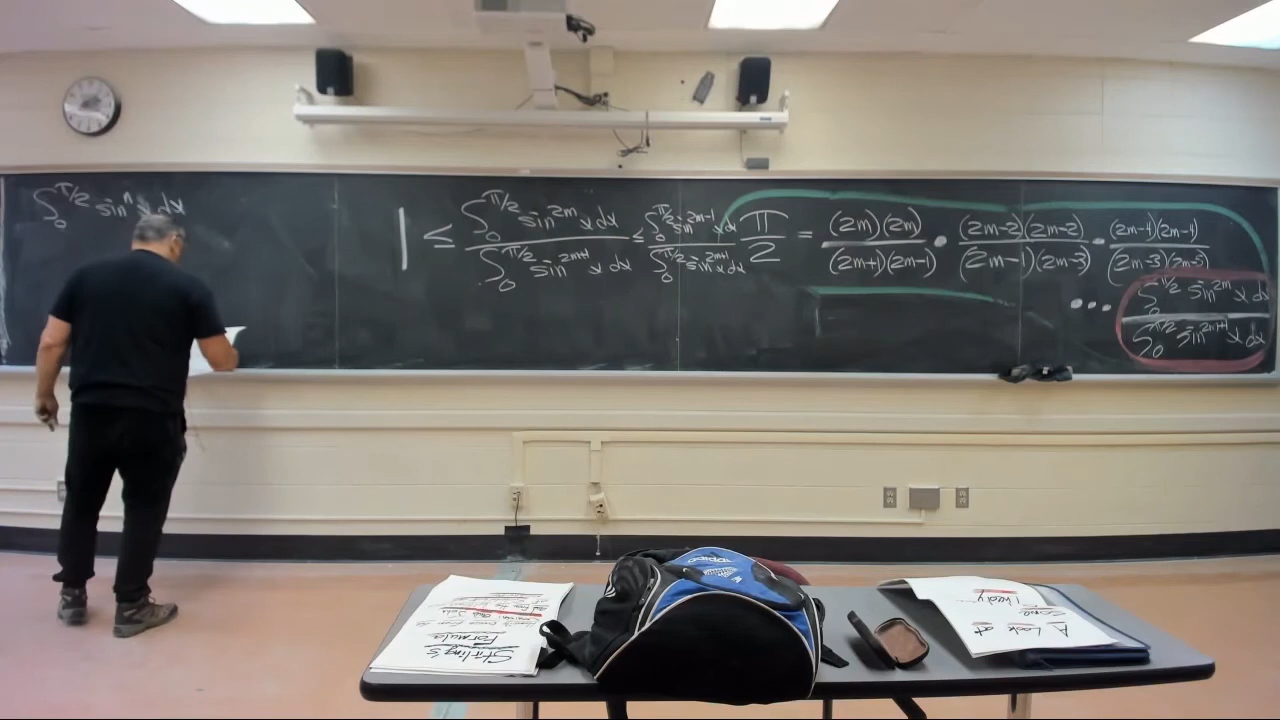 ∫₀^{π/2} sinⁿ x dx
1 ≤ ∫₀^{π/2} sin^{2m} x dx / ∫₀^{π/2} sin^{2m+1} x dx ≤ ∫₀^{π/2} sin^{2m-1} x d / ∫₀^{π/2} sin^{2m+1} x dx
π/2 = (2m)(2m)/(2m+1)(2m-1) · (2m-2)(2m-2)/(2m-1)(2m-3) · (2m-4)(2m-4)/(2m-3)(2m-5)
... ∫₀^{π/2} sin^{2m} x dx / ∫₀^{π/2} sin^{2m+1} x dx
adidas
Stirling's
Formula
A Look at
Some